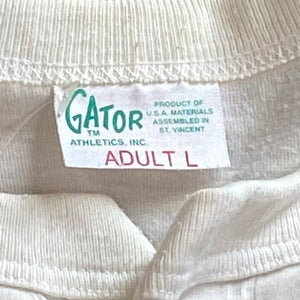 GATOR
TM
ATHLETICS, INC.
PRODUCT OF
U.S.A. MATERIALS
ASSEMBLED IN
ST. VINCENT
ADULT L